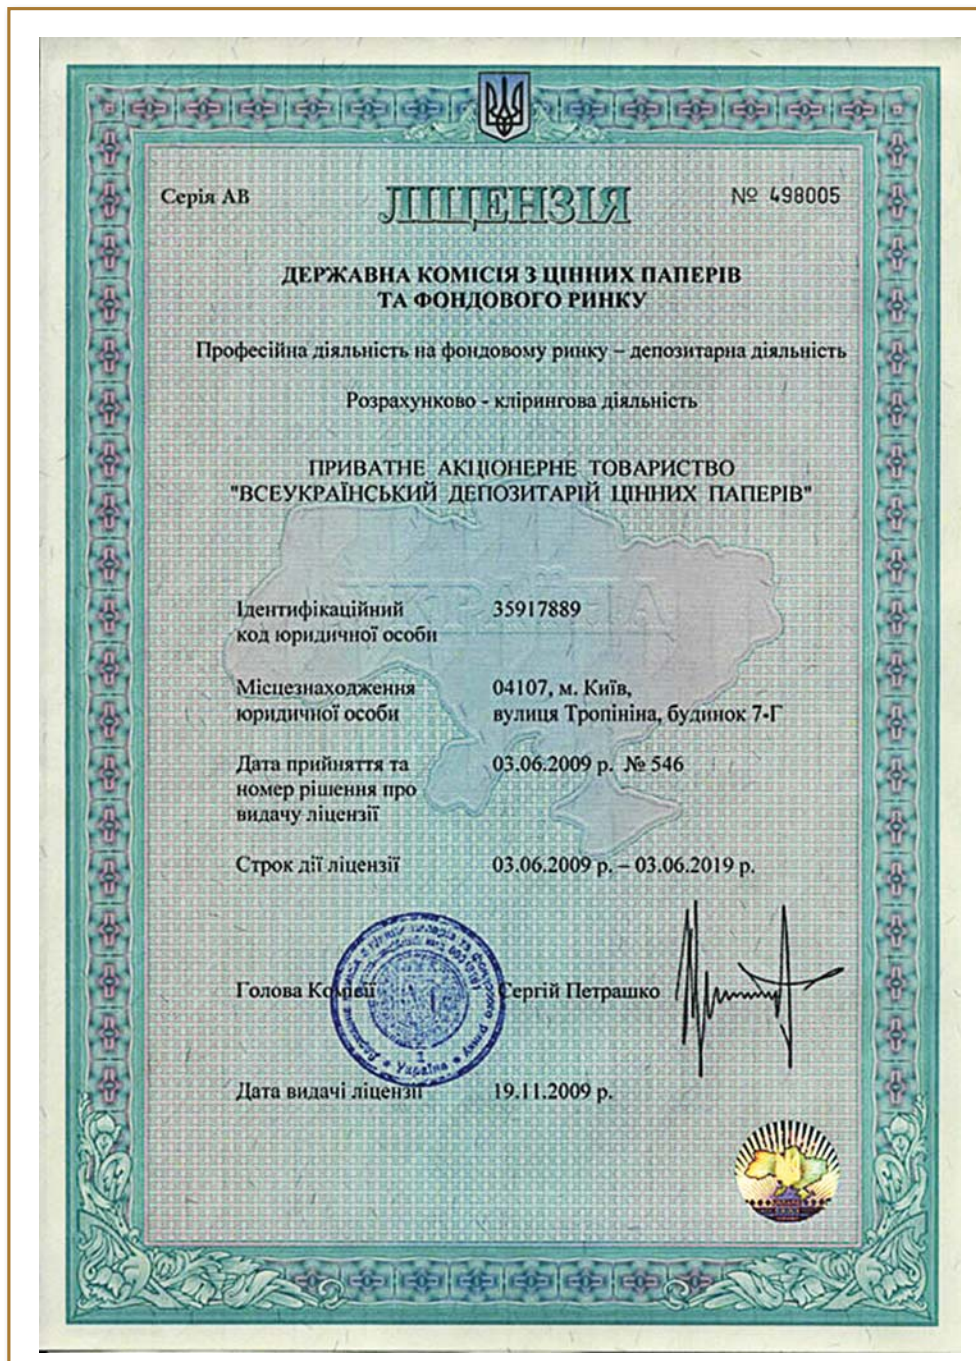 Серія АВ
ЛІЦЕНЗІЯ
№ 498005
ДЕРЖАВНА КОМІСІЯ З ЦІННИХ ПАПЕРІВ
ТА ФОНДОВОГО РИНКУ
Професійна діяльність на фондовому ринку – депозитарна діяльність
Розрахунково - клірингова діяльність
ПРИВАТНЕ АКЦІОНЕРНЕ ТОВАРИСТВО
"ВСЕУКРАЇНСЬКИЙ ДЕПОЗИТАРІЙ ЦІННИХ ПАПЕРІВ"
Ідентифікаційний 35917889
код юридичної особи
Місцезнаходження 04107, м. Київ,
юридичної особи вулиця Тропініна, будинок 7-Г
Дата прийняття та 03.06.2009 р. № 546
номер рішення про
видачу ліцензії
Строк дії ліцензії 03.06.2009 р. – 03.06.2019 р.
Голова Комісії Сергій Петрашко
Україна
Дата видачі ліцензії 19.11.2009 р.